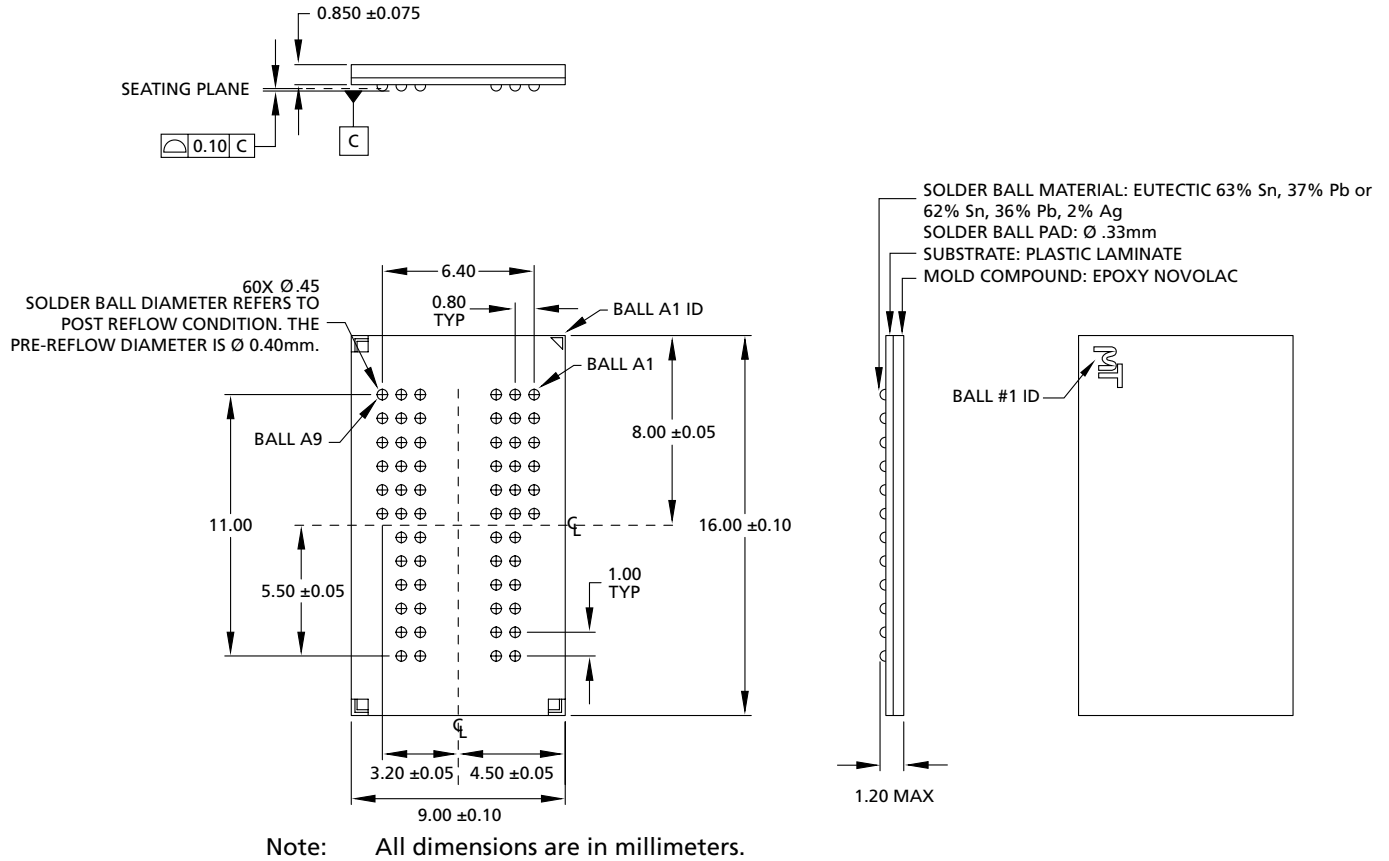 0.850 ±0.075
SEATING PLANE
0.10 C
C
SOLDER BALL MATERIAL: EUTECTIC 63% Sn, 37% Pb or
62% Sn, 36% Pb, 2% Ag
SOLDER BALL PAD: Ø .33mm
SUBSTRATE: PLASTIC LAMINATE
MOLD COMPOUND: EPOXY NOVOLAC
6.40
60X Ø.45
SOLDER BALL DIAMETER REFERS TO
POST REFLOW CONDITION. THE
PRE-REFLOW DIAMETER IS Ø 0.40mm.
0.80
TYP
BALL A1 ID
BALL A1
BALL A9
8.00 ±0.05
BALL #1 ID
MT
11.00
CL
16.00 ±0.10
5.50 ±0.05
1.00
TYP
CL
3.20 ±0.05
4.50 ±0.05
9.00 ±0.10
1.20 MAX
Note: All dimensions are in millimeters.